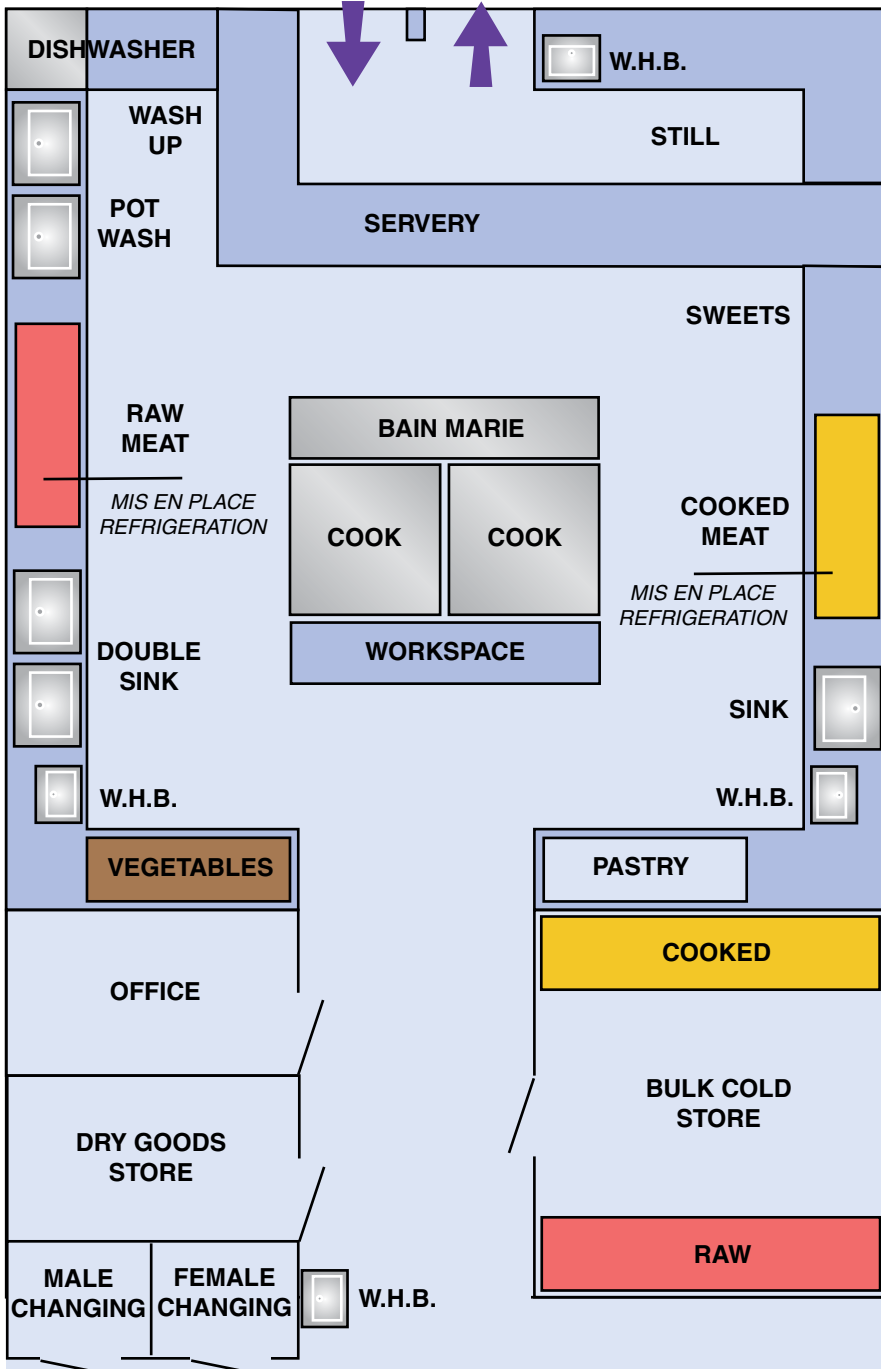 DISHWASHER
W.H.B.
WASH
UP
STILL
POT
WASH
SERVERY
SWEETS
RAW
MEAT
MIS EN PLACE
REFRIGERATION
BAIN MARIE
COOK
COOK
WORKSPACE
COOKED
MEAT
MIS EN PLACE
REFRIGERATION
DOUBLE
SINK
SINK
W.H.B.
W.H.B.
VEGETABLES
PASTRY
COOKED
OFFICE
BULK COLD
STORE
DRY GOODS
STORE
RAW
MALE
CHANGING
FEMALE
CHANGING
W.H.B.